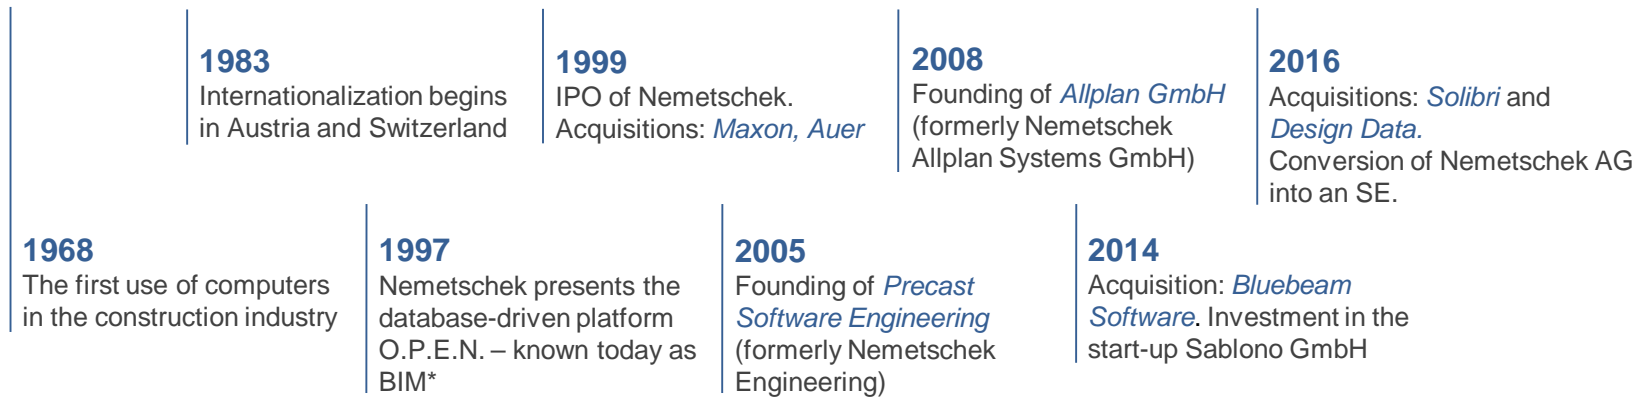 1983
Internationalization begins
in Austria and Switzerland
1999
IPO of Nemetschek.
Acquisitions: Maxon, Auer
2008
Founding of Allplan GmbH
(formerly Nemetschek
Allplan Systems GmbH)
2016
Acquisitions: Solibri and
Design Data.
Conversion of Nemetschek AG
into an SE.
1968
The first use of computers
in the construction industry
1997
Nemetschek presents the
database-driven platform
O.P.E.N. – known today as
BIM*
2005
Founding of Precast
Software Engineering
(formerly Nemetschek
Engineering)
2014
Acquisition: Bluebeam
Software. Investment in the
start-up Sablono GmbH